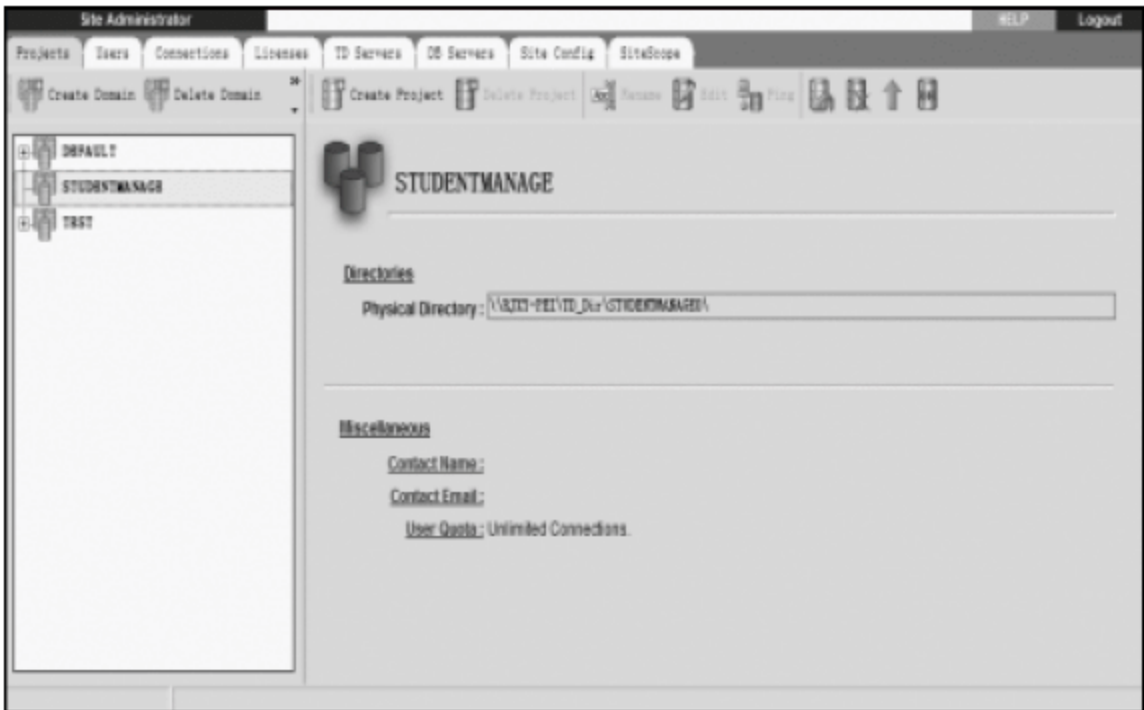 Site Administrator
HELP
Logout
Projects
Users
Connections
Licenses
TD Servers
DB Servers
Site Config
SiteScope
Create Domain
Delete Domain
»
Create Project
Delete Project
Rename
Edit
Ping
DEFAULT
STUDENTMANAGE
TEST
STUDENTMANAGE
Directories
Physical Directory :
Miscellaneous
Contact Name :
Contact Email :
User Quota : Unlimited Connections.